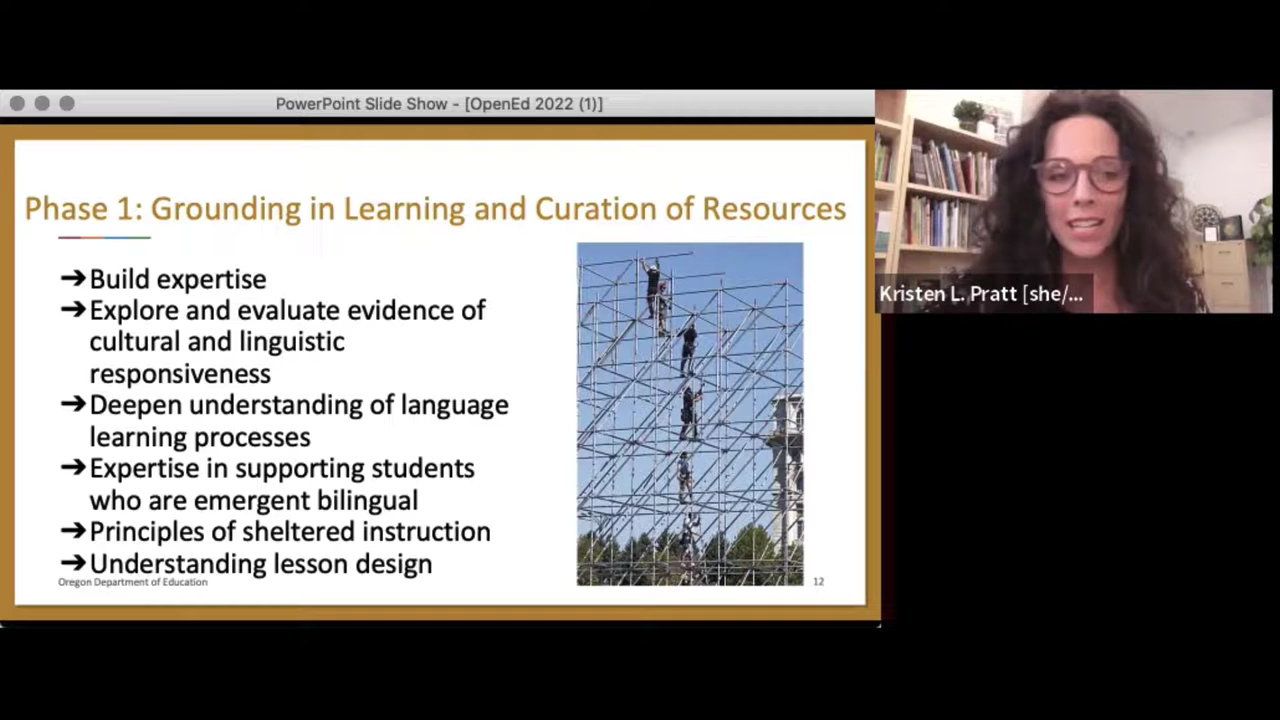 PowerPoint Slide Show - [OpenEd 2022 (1)]
Phase 1: Grounding in Learning and Curation of Resources
➔Build expertise
➔Explore and evaluate evidence of
cultural and linguistic
responsiveness
➔Deepen understanding of language
learning processes
➔Expertise in supporting students
who are emergent bilingual
➔Principles of sheltered instruction
➔Understanding lesson design
Oregon Department of Education
12
Kristen L. Pratt [she/...